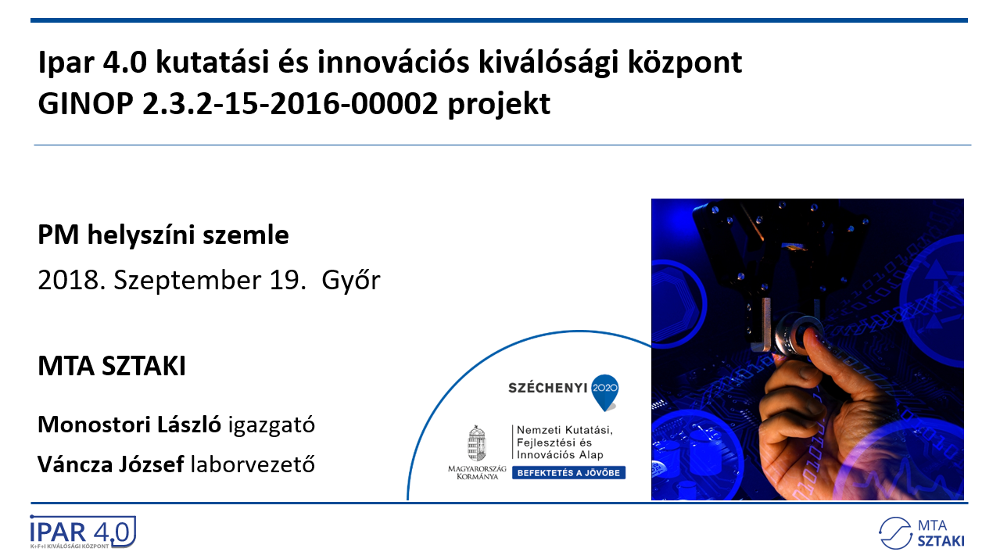 Ipar 4.0 kutatási és innovációs kiválósági központ
GINOP 2.3.2-15-2016-00002 projekt
PM helyszíni szemle
2018. Szeptember 19. Győr
MTA SZTAKI
Monostori László igazgató
Váncza József laborvezető
SZÉCHENYI 2020
MAGYARORSZÁG
KORMÁNYA
Nemzeti Kutatási,
Fejlesztési és
Innovációs Alap
BEFEKTETÉS A JÖVŐBE
IPAR 4.0
K+F+I KIVÁLÓSÁGI KÖZPONT
MTA
SZTAKI